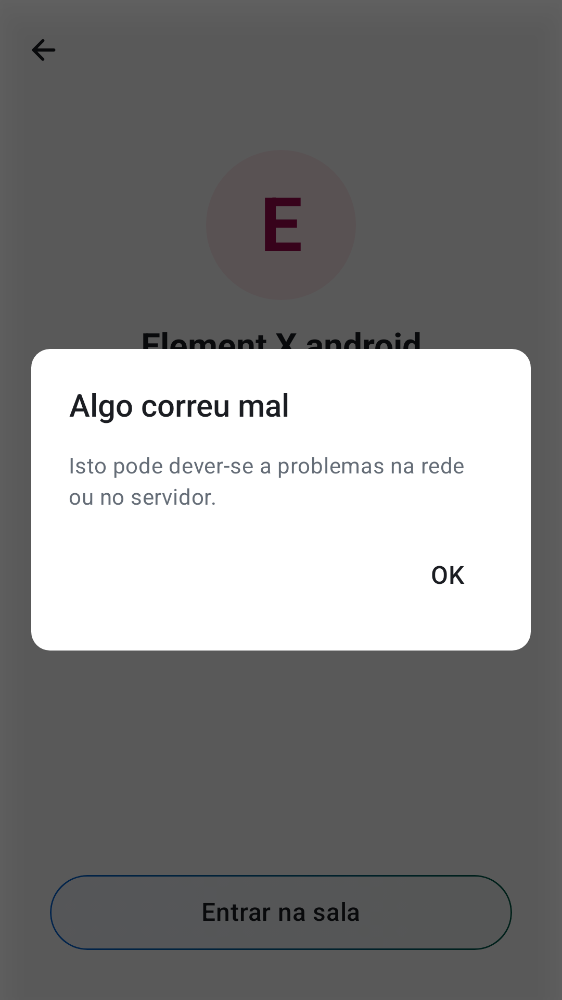 E
Element X android
Algo correu mal
Isto pode dever-se a problemas na rede
ou no servidor.
OK
Entrar na sala